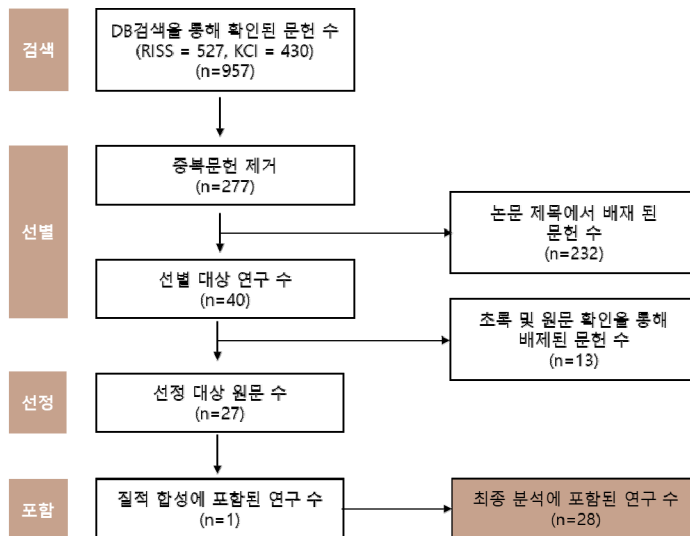 검색
DB검색을 통해 확인된 문헌 수
(RISS = 527, KCI = 430)
(n=957)
선별
중복문헌 제거
(n=277)
논문 제목에서 배재 된
문헌 수
(n=232)
선별 대상 연구 수
(n=40)
초록 및 원문 확인을 통해
배제된 문헌 수
(n=13)
선정
선정 대상 원문 수
(n=27)
포함
질적 합성에 포함된 연구 수
(n=1)
최종 분석에 포함된 연구 수
(n=28)